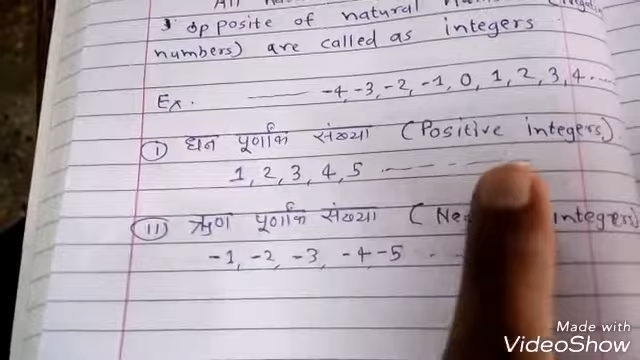 opposite of natural
numbers) are called as integers
Ex. -4, -3, -2, -1, 0, 1, 2, 3, 4 .....
(i) धन पूर्णांक संख्या (Positive integers)
1, 2, 3, 4, 5 .....
(ii) ऋण पूर्णांक संख्या ( integers)
-1, -2, -3, -4 -5 . .
Made with
VideoShow